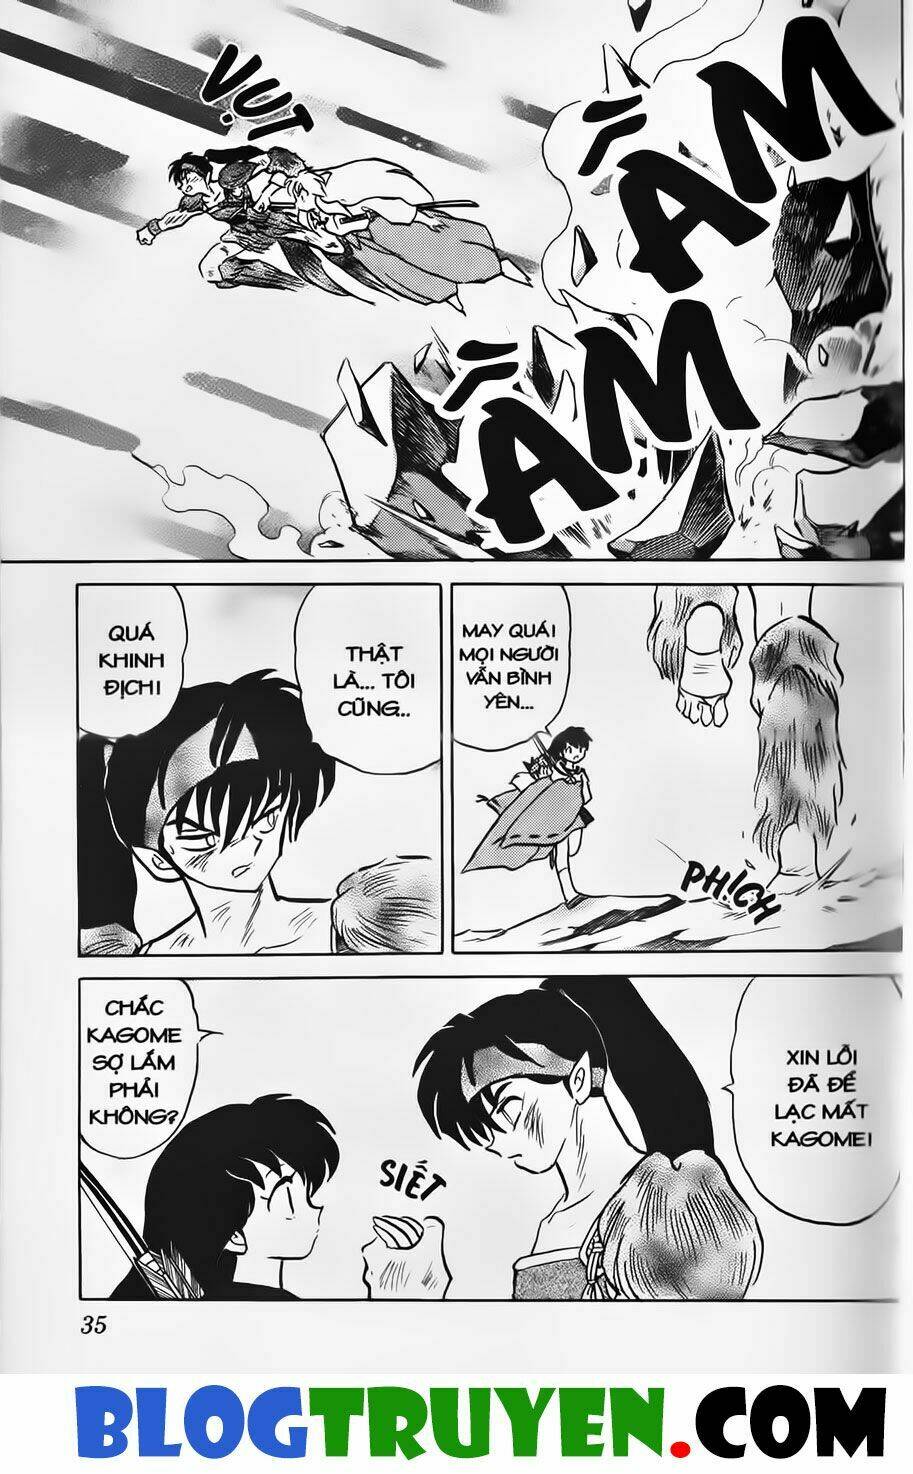 VỤT
ẦM
ẦM
MAY QUÁ!
MỌI NGƯỜI
VẪN BÌNH
YÊN...
PHỊCH
THẬT
LÀ... TÔI
CŨNG...
QUÁ
KHINH
ĐỊCH!
XIN LỖI
ĐÃ ĐỂ
LẠC MẤT
KAGOME!
SIẾT
CHẮC
KAGOME
SỢ LẮM
PHẢI
KHÔNG?
35
BLOGTRUYEN.COM